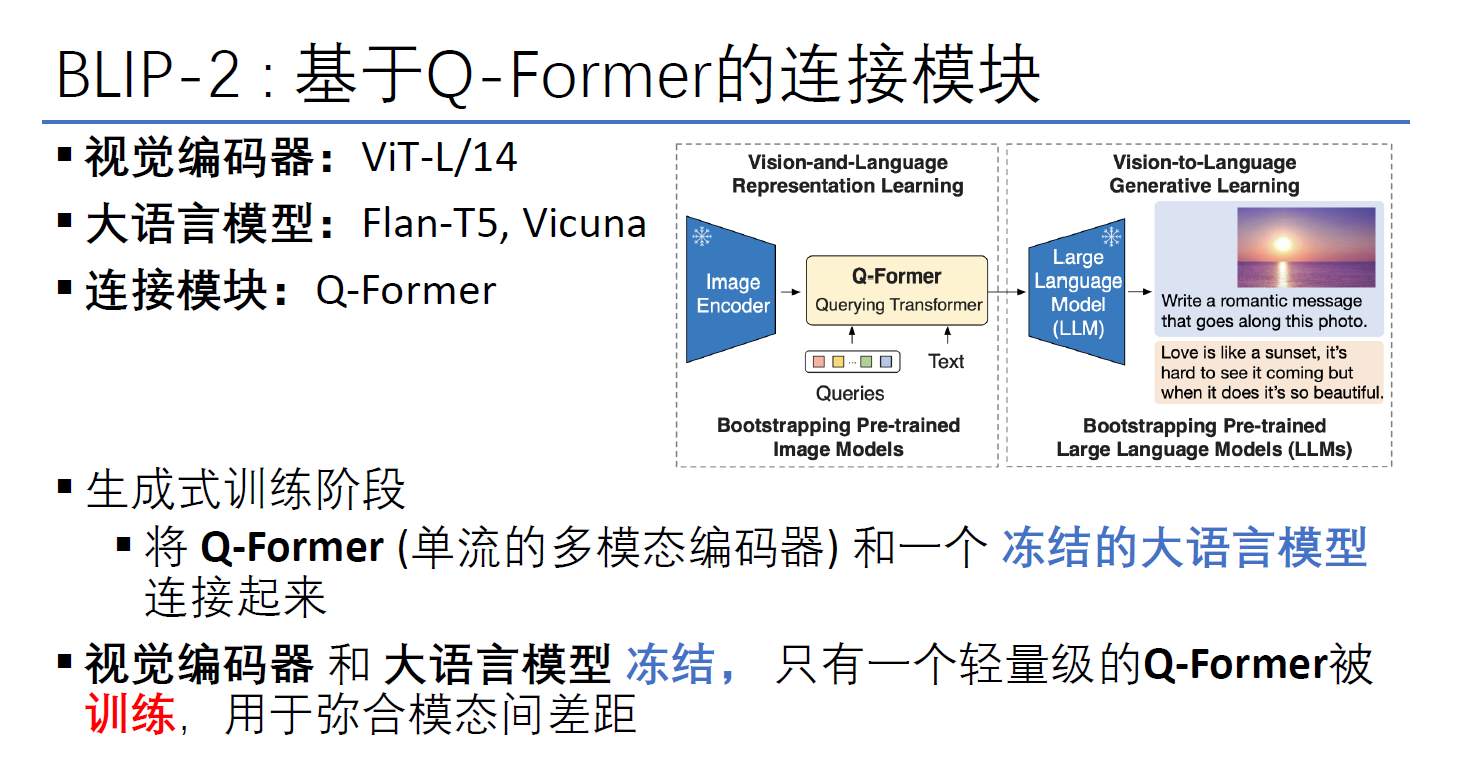 BLIP-2 : 基于Q-Former的连接模块
▪ 视觉编码器：ViT-L/14
▪ 大语言模型：Flan-T5, Vicuna
▪ 连接模块：Q-Former
Vision-and-Language
Representation Learning
Image
Encoder
Q-Former
Querying Transformer
...
Queries
Text
Bootstrapping Pre-trained
Image Models
Vision-to-Language
Generative Learning
Large
Language
Model
(LLM)
Write a romantic message
that goes along this photo.
Love is like a sunset, it's
hard to see it coming but
when it does it's so beautiful.
Bootstrapping Pre-trained
Large Language Models (LLMs)
▪ 生成式训练阶段
▪ 将 Q-Former (单流的多模态编码器) 和一个 冻结的大语言模型
连接起来
▪ 视觉编码器 和 大语言模型 冻结， 只有一个轻量级的Q-Former被
训练，用于弥合模态间差距